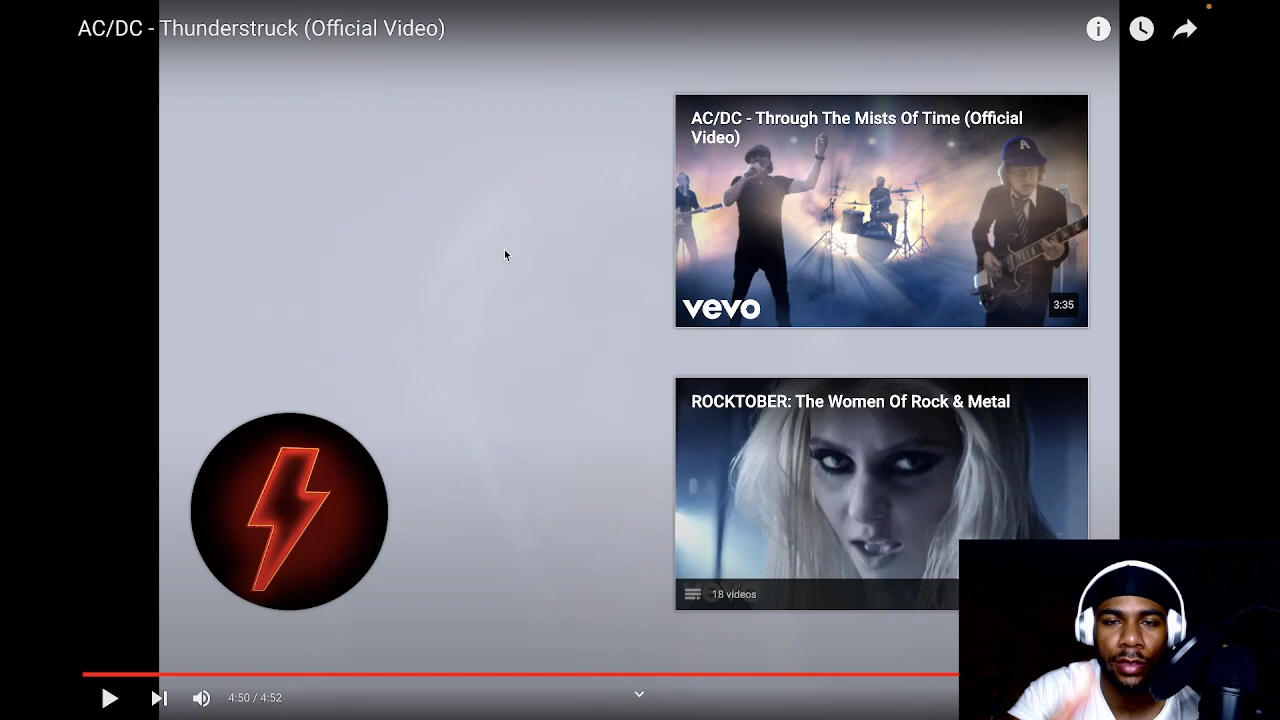 AC/DC - Thunderstruck (Official Video)
AC/DC - Through The Mists Of Time (Official
Video)
A
vevo
3:35
ROCKTOBER: The Women Of Rock & Metal
18 videos
4:50 / 4:52